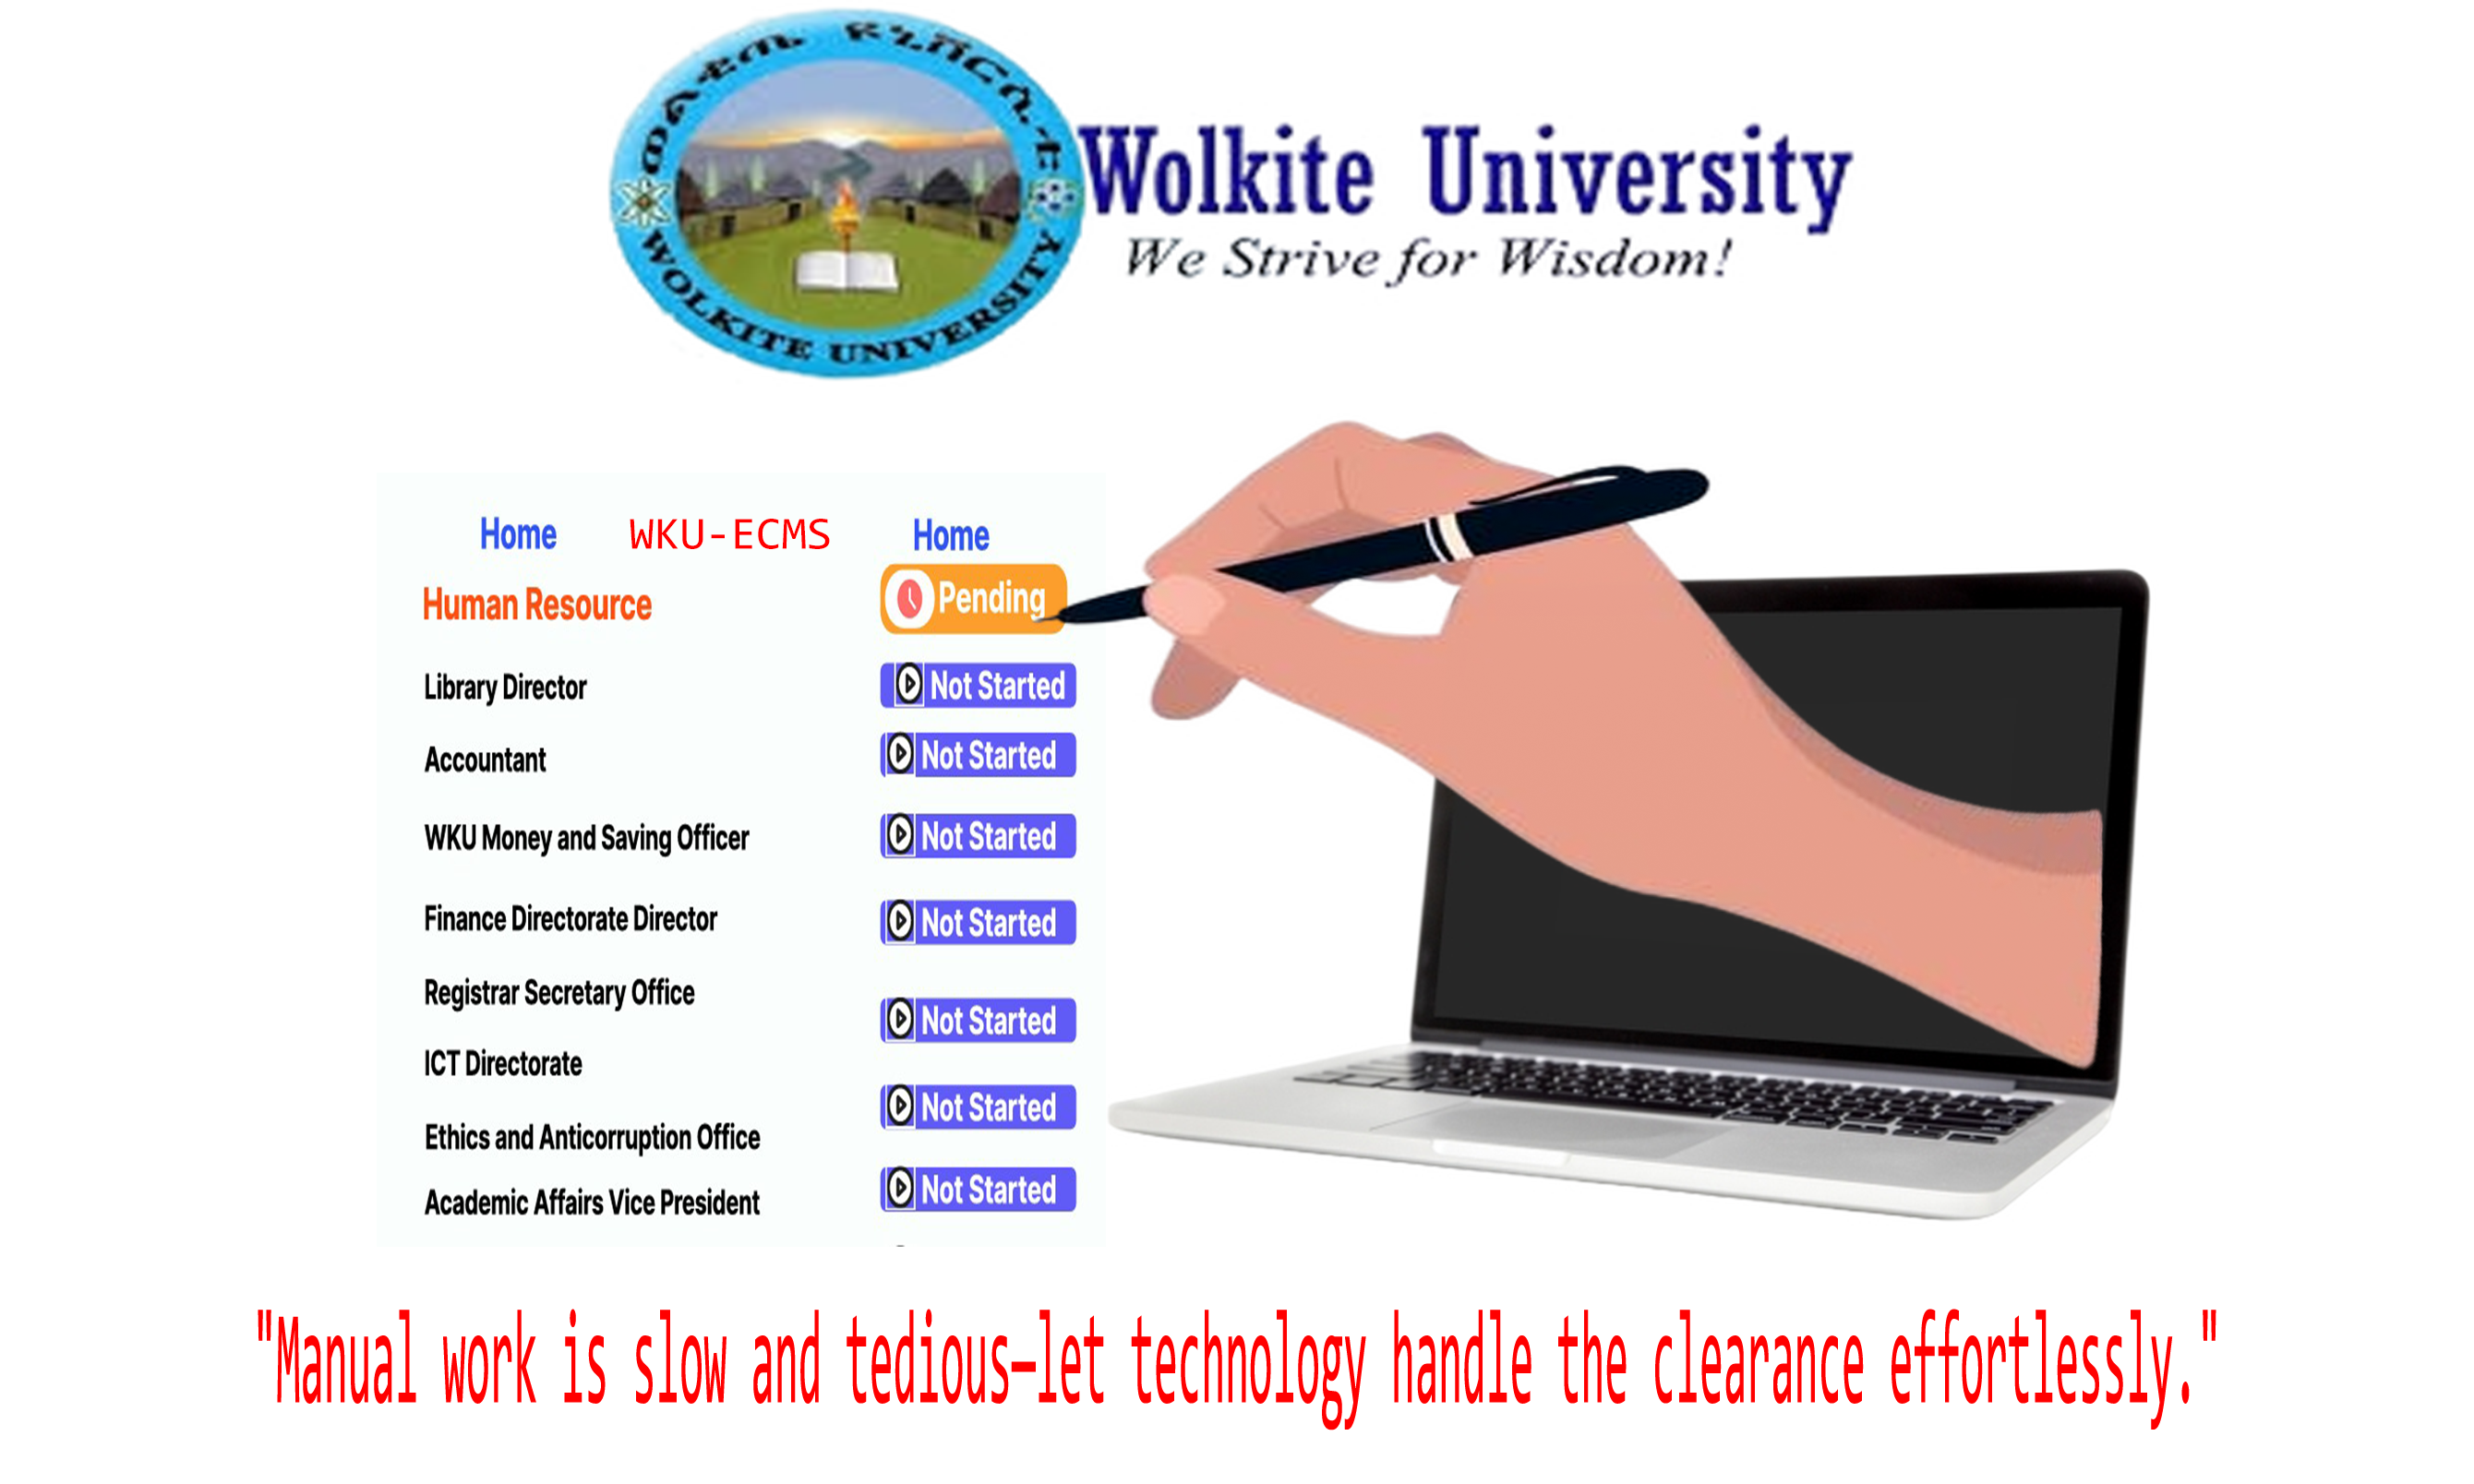 ወልቂጤ ዩኒቨርሲቲ
WOLKITE UNIVERSITY
Wolkite University
We Strive for Wisdom!
Home WKU-ECMS Home
Human Resource Pending
Library Director Not Started
Accountant Not Started
WKU Money and Saving Officer Not Started
Finance Directorate Director Not Started
Registrar Secretary Office Not Started
ICT Directorate
Ethics and Anticorruption Office Not Started
Academic Affairs Vice President Not Started
"Manual work is slow and tedious—let technology handle the clearance effortlessly."